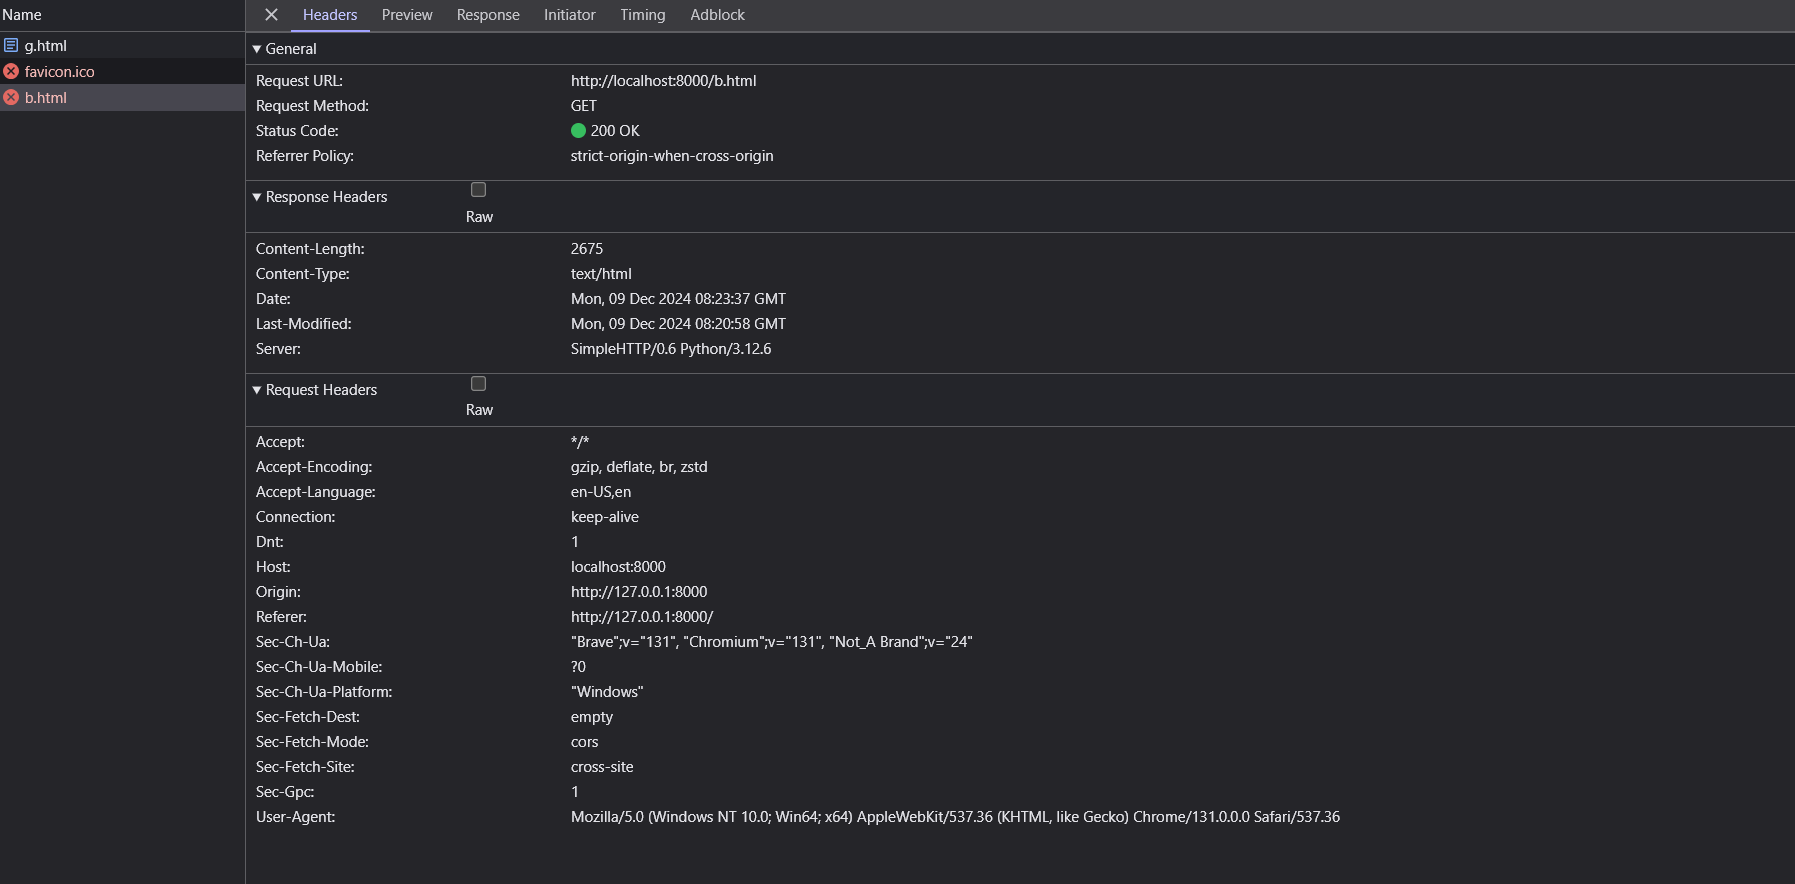 Name
Headers Preview Response Initiator Timing Adblock
g.html
favicon.ico
b.html
General
Request URL: http://localhost:8000/b.html
Request Method: GET
Status Code: 200 OK
Referrer Policy: strict-origin-when-cross-origin
Response Headers
Raw
Content-Length: 2675
Content-Type: text/html
Date: Mon, 09 Dec 2024 08:23:37 GMT
Last-Modified: Mon, 09 Dec 2024 08:20:58 GMT
Server: SimpleHTTP/0.6 Python/3.12.6
Request Headers
Raw
Accept: */*
Accept-Encoding: gzip, deflate, br, zstd
Accept-Language: en-US,en
Connection: keep-alive
Dnt: 1
Host: localhost:8000
Origin: http://127.0.0.1:8000
Referer: http://127.0.0.1:8000/
Sec-Ch-Ua: "Brave";v="131", "Chromium";v="131", "Not_A Brand";v="24"
Sec-Ch-Ua-Mobile: ?0
Sec-Ch-Ua-Platform: "Windows"
Sec-Fetch-Dest: empty
Sec-Fetch-Mode: cors
Sec-Fetch-Site: cross-site
Sec-Gpc: 1
User-Agent: Mozilla/5.0 (Windows NT 10.0; Win64; x64) AppleWebKit/537.36 (KHTML, like Gecko) Chrome/131.0.0.0 Safari/537.36